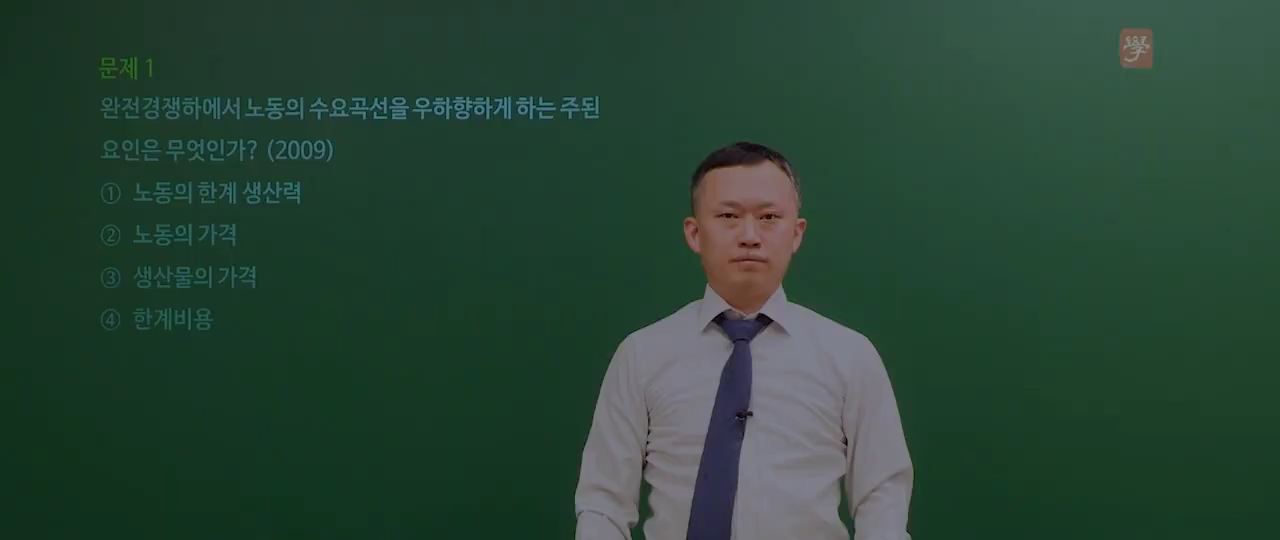 學
문제 1
완전경쟁하에서 노동의 수요곡선을 우하향하게 하는 주된
요인은 무엇인가? (2009)
① 노동의 한계 생산력
② 노동의 가격
③ 생산물의 가격
④ 한계비용